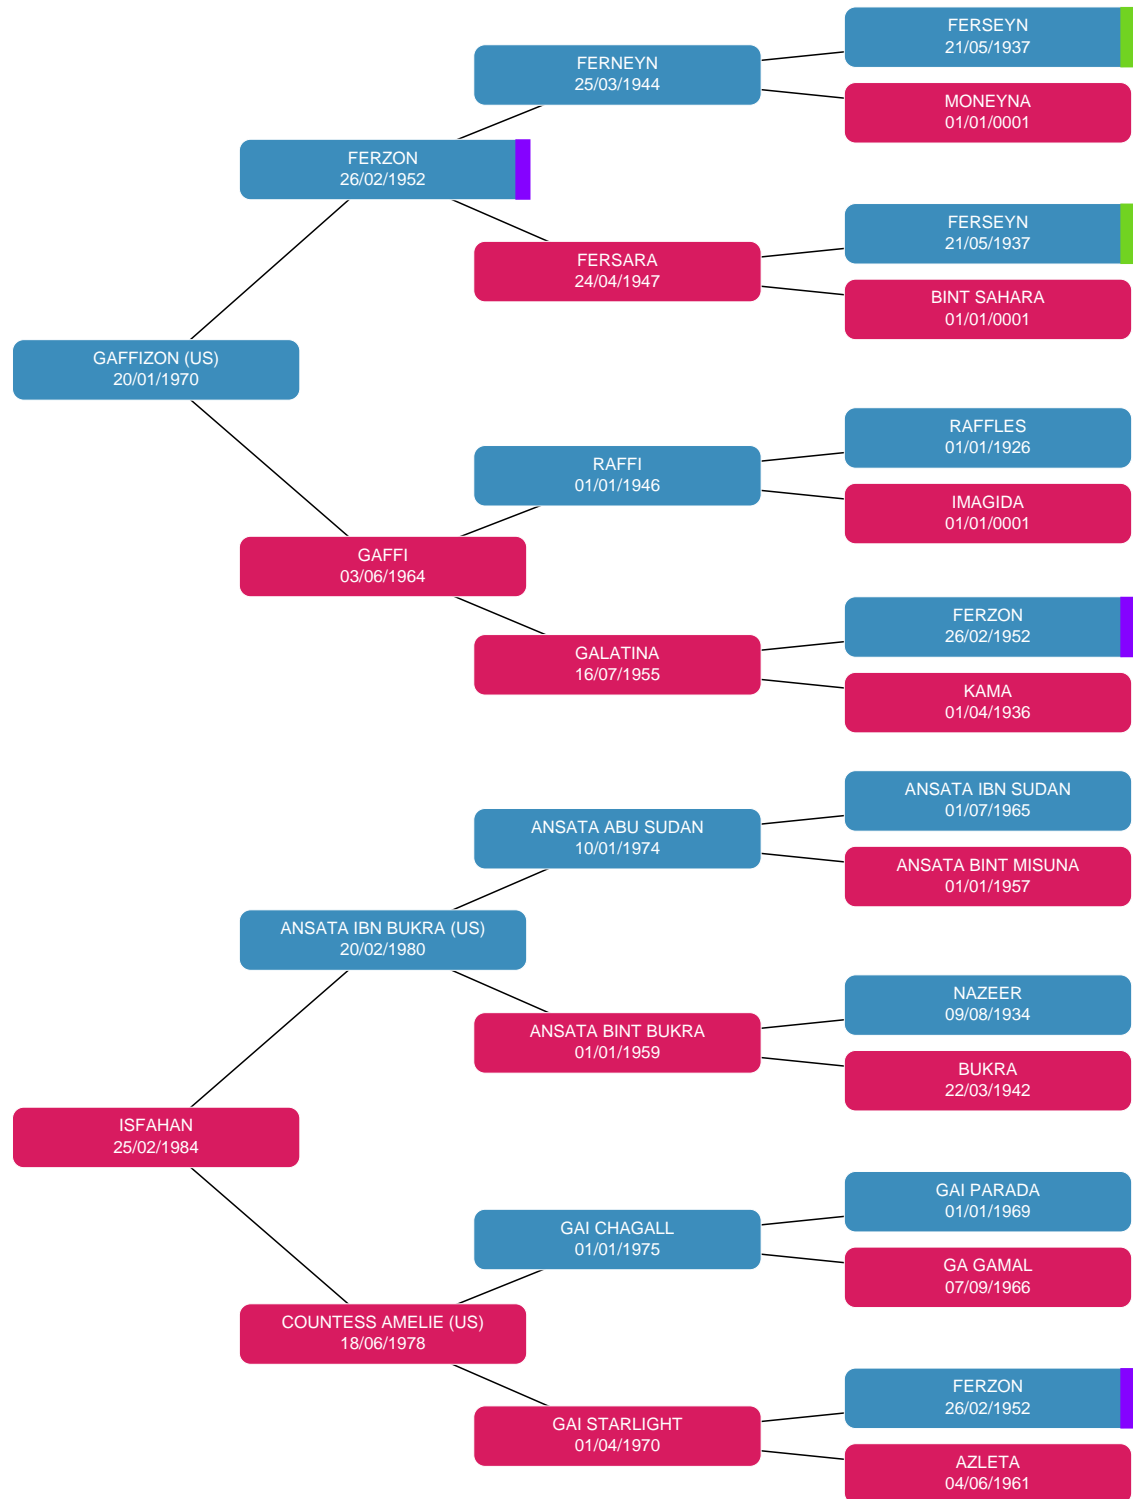 FERSEYN
21/05/1937
FERNEYN
25/03/1944
MONEYNA
01/01/0001
FERZON
26/02/1952
FERSEYN
21/05/1937
FERSARA
24/04/1947
BINT SAHARA
01/01/0001
GAFFIZON (US)
20/01/1970
RAFFLES
01/01/1926
RAFFI
01/01/1946
IMAGIDA
01/01/0001
GAFFI
03/06/1964
FERZON
26/02/1952
GALATINA
16/07/1955
KAMA
01/04/1936
ANSATA IBN SUDAN
01/07/1965
ANSATA ABU SUDAN
10/01/1974
ANSATA BINT MISUNA
01/01/1957
ANSATA IBN BUKRA (US)
20/02/1980
NAZEER
09/08/1934
ANSATA BINT BUKRA
01/01/1959
BUKRA
22/03/1942
ISFAHAN
25/02/1984
GAI PARADA
01/01/1969
GAI CHAGALL
01/01/1975
GA GAMAL
07/09/1966
COUNTESS AMELIE (US)
18/06/1978
FERZON
26/02/1952
GAI STARLIGHT
01/04/1970
AZLETA
04/06/1961